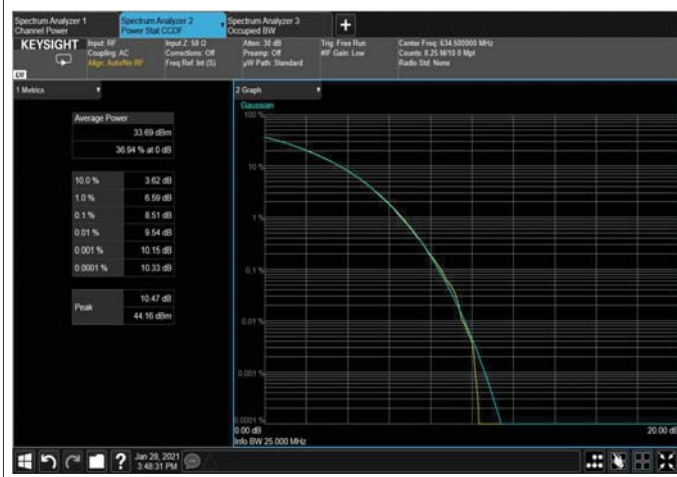 Spectrum Analyzer 1
Channel Power
Spectrum Analyzer 2
Power Stat CCDF
Spectrum Analyzer 3
Occupied BW
KEYSIGHT
Input: RF
Coupling: AC
Align: Auto/No RF
Input Z: 50 Ω
Corrections: Off
Freq Ref: Int (S)
Atten: 30 dB
Preamp: Off
µW Path: Standard
Trig: Free Run
#IF Gain: Low
Center Freq: 634.500000 MHz
Counts: 8.25 M/10.0 Mpt
Radio Std: None
1 Metrics
Average Power
33.69 dBm
36.94 % at 0 dB
10.0 % 3.62 dB
1.0 % 6.59 dB
0.1 % 8.51 dB
0.01 % 9.54 dB
0.001 % 10.15 dB
0.0001 % 10.33 dB
Peak
10.47 dB
44.16 dBm
2 Graph
Gaussian
100 %
10 %
1 %
0.1 %
0.01 %
0.001 %
0.0001 %
0.00 dB
20.00 dB
Info BW 25.000 MHz
Jan 28, 2021
3:48:31 PM